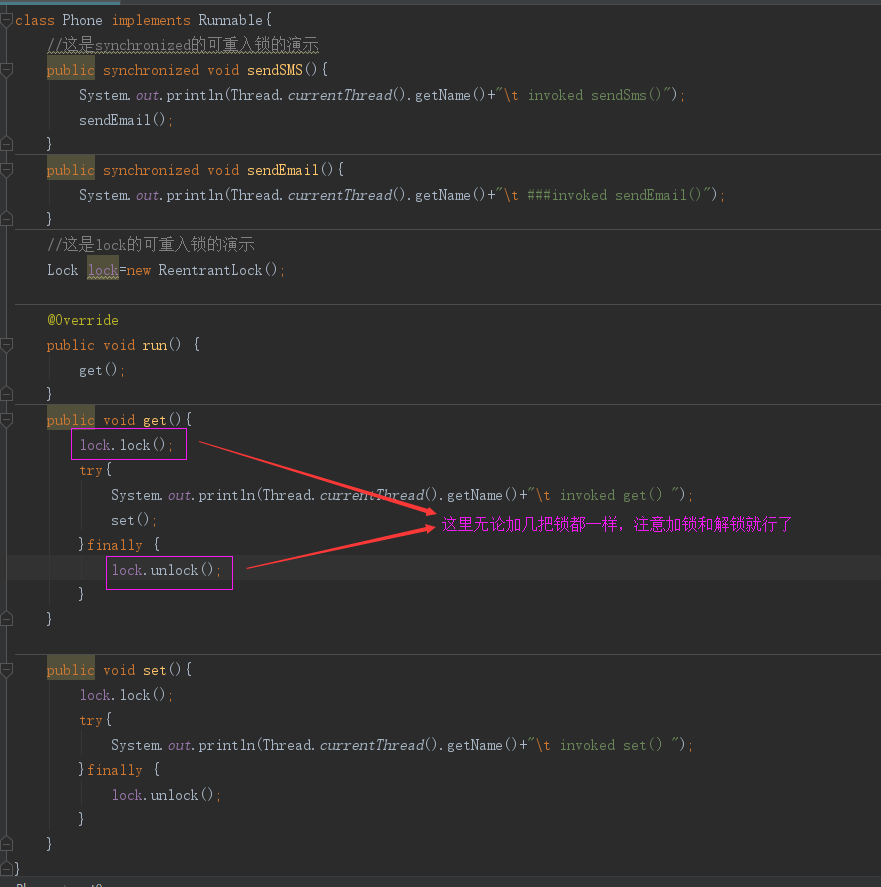 class Phone implements Runnable{
//这是synchronized的可重入锁的演示
public synchronized void sendSMS(){
System.out.println(Thread.currentThread().getName()+"\t invoked sendSms()");
sendEmail();
}
public synchronized void sendEmail(){
System.out.println(Thread.currentThread().getName()+"\t ###invoked sendEmail()");
}
//这是lock的可重入锁的演示
Lock lock=new ReentrantLock();
@Override
public void run() {
get();
}
public void get(){
lock.lock();
try{
System.out.println(Thread.currentThread().getName()+"\t invoked get() ");
set();
这里无论加几把锁都一样，注意加锁和解锁就行了
}finally {
lock.unlock();
}
}
public void set(){
lock.lock();
try{
System.out.println(Thread.currentThread().getName()+"\t invoked set() ");
}finally {
lock.unlock();
}
}
}